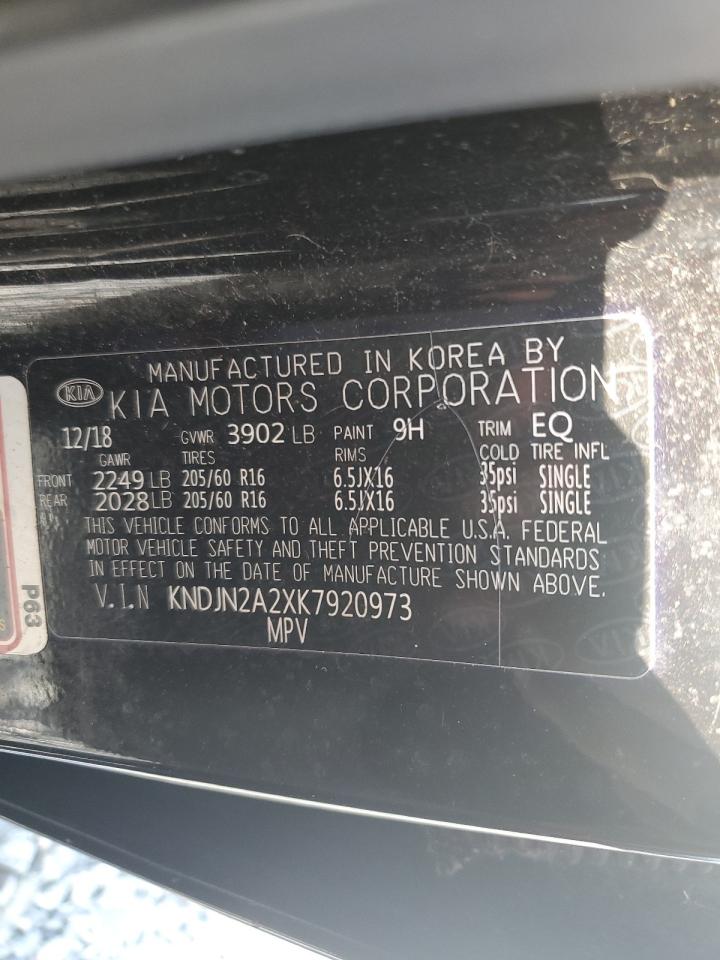 MANUFACTURED IN KOREA BY
KIA KIA MOTORS CORPORATION
12/18 GVWR 3902 LB PAINT 9H TRIM EQ
GAWR TIRES RIMS COLD TIRE INFL
FRONT 2249 LB 205/60 R16 6.5JX16 35psi SINGLE
REAR 2028 LB 205/60 R16 6.5JX16 35psi SINGLE
THIS VEHICLE CONFORMS TO ALL APPLICABLE U.S.A. FEDERAL
MOTOR VEHICLE SAFETY AND THEFT PREVENTION STANDARDS
IN EFFECT ON THE DATE OF MANUFACTURE SHOWN ABOVE.
V.I.N KNDJN2A2XK7920973
MPV
P63